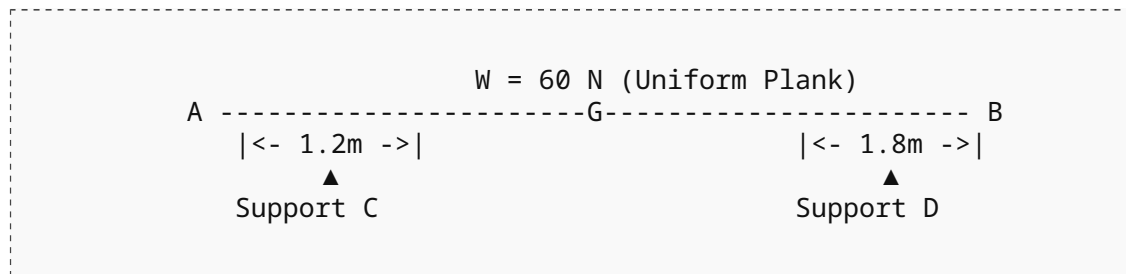 W = 60 N (Uniform Plank)
A -----------------------G----------------------- B
|<- 1.2m ->| |<- 1.8m ->|
▲ ▲
Support C Support D